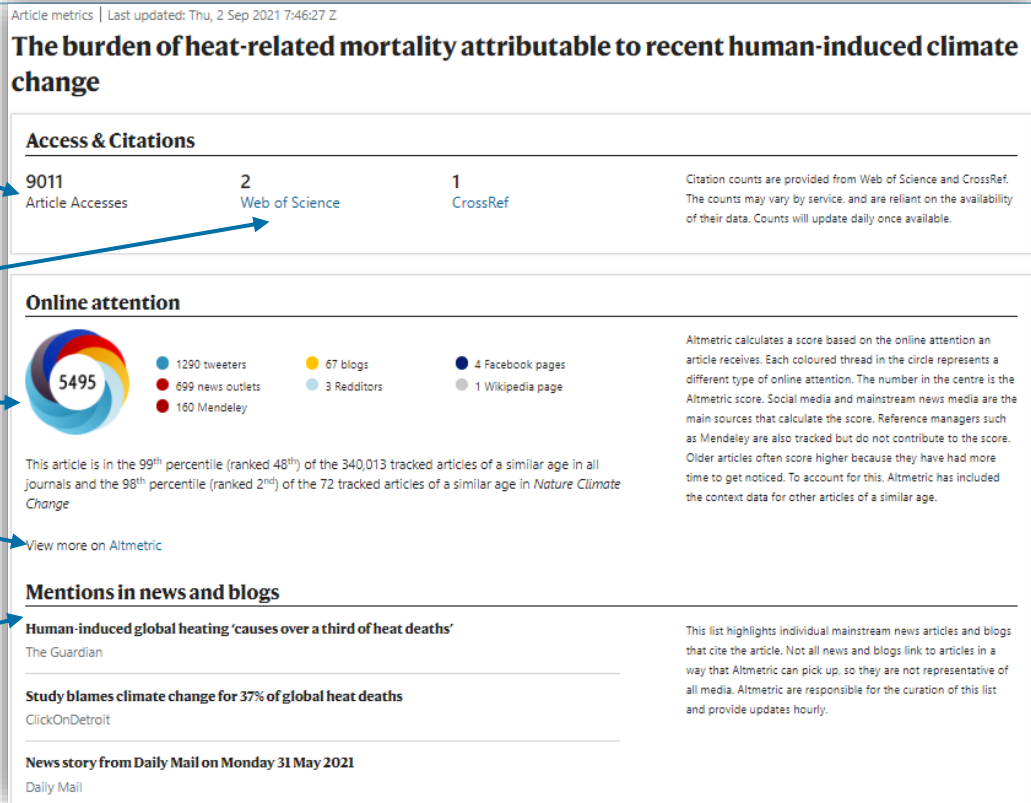 Article metrics | Last updated: Thu, 2 Sep 2021 7:46:27 Z
The burden of heat-related mortality attributable to recent human-induced climate
change
Access & Citations
9011
Article Accesses
2
Web of Science
1
CrossRef
Citation counts are provided from Web of Science and CrossRef.
The counts may vary by service, and are reliant on the availability
of their data. Counts will update daily once available.
Online attention
5495
1290 tweeters
699 news outlets
160 Mendeley
67 blogs
3 Redditors
4 Facebook pages
1 Wikipedia page
Altmetric calculates a score based on the online attention an
article receives. Each coloured thread in the circle represents a
different type of online attention. The number in the centre is the
Altmetric score. Social media and mainstream news media are the
main sources that calculate the score. Reference managers such
as Mendeley are also tracked but do not contribute to the score.
Older articles often score higher because they have had more
time to get noticed. To account for this, Altmetric has included
the context data for other articles of a similar age.
This article is in the 99th percentile (ranked 48th) of the 340,013 tracked articles of a similar age in all
journals and the 98th percentile (ranked 2nd) of the 72 tracked articles of a similar age in Nature Climate
Change
View more on Altmetric
Mentions in news and blogs
Human-induced global heating ‘causes over a third of heat deaths’
The Guardian
Study blames climate change for 37% of global heat deaths
ClickOnDetroit
News story from Daily Mail on Monday 31 May 2021
Daily Mail
This list highlights individual mainstream news articles and blogs
that cite the article. Not all news and blogs link to articles in a
way that Altmetric can pick up, so they are not representative of
all media. Altmetric are responsible for the curation of this list
and provide updates hourly.